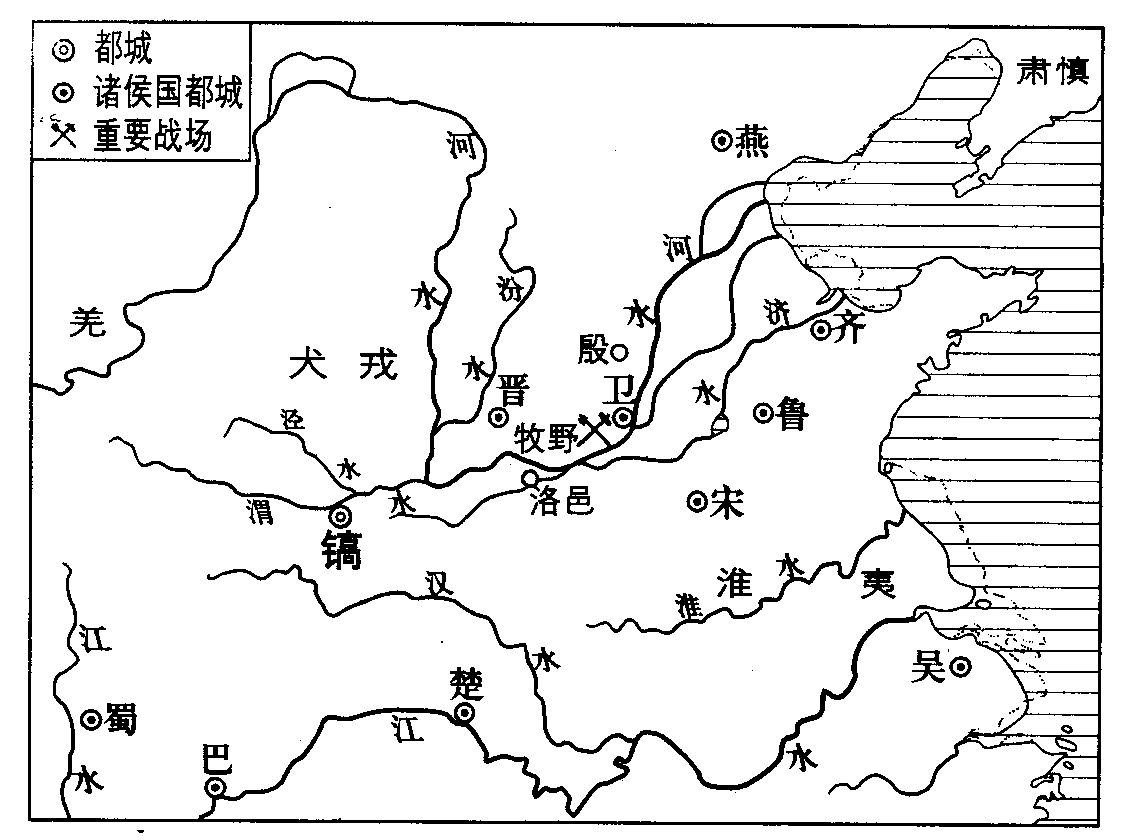 都城
诸侯国都城
重要战场
肃慎
燕
河
河
水
汾
水
水
济
水
齐
羌
犬戎
殷
晋
卫
鲁
牧野
泾
水
渭
水
洛邑
宋
镐
汉
水
淮水
淮夷
江
水
蜀
巴
楚
江
水
吴